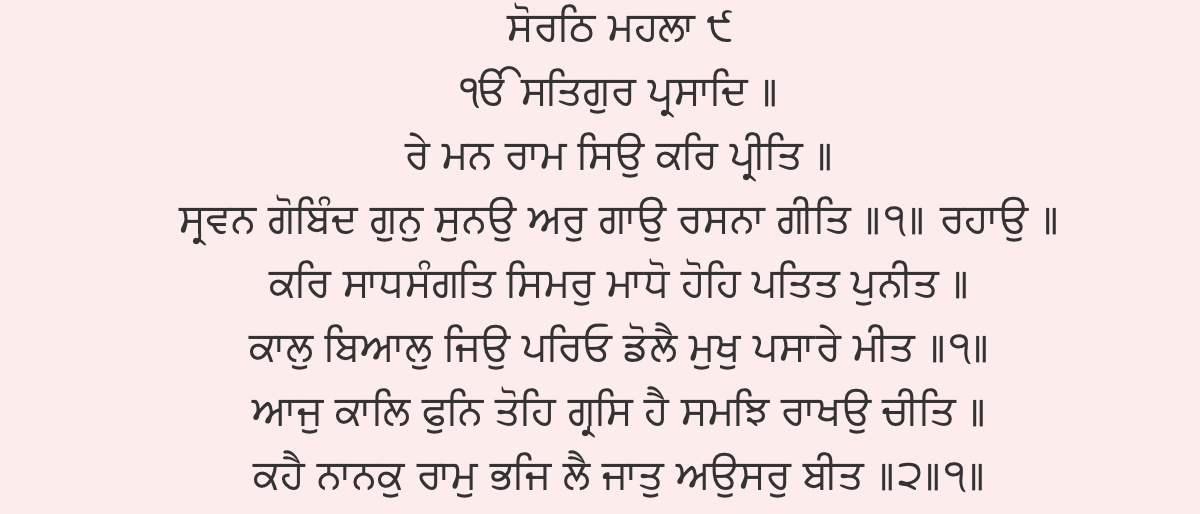 ਸੋਰਠਿ ਮਹਲਾ ੯
ੴ ਸਤਿਗੁਰ ਪ੍ਰਸਾਦਿ ॥
ਰੇ ਮਨ ਰਾਮ ਸਿਉ ਕਰਿ ਪ੍ਰੀਤਿ ॥
ਸ੍ਰਵਨ ਗੋਬਿੰਦ ਗੁਨੁ ਸੁਨਉ ਅਰੁ ਗਾਉ ਰਸਨਾ ਗੀਤਿ ॥੧॥ ਰਹਾਉ ॥
ਕਰਿ ਸਾਧਸੰਗਤਿ ਸਿਮਰੁ ਮਾਧੋ ਹੋਹਿ ਪਤਿਤ ਪੁਨੀਤ ॥
ਕਾਲੁ ਬਿਆਲੁ ਜਿਉ ਪਰਿਓ ਡੋਲੈ ਮੁਖੁ ਪਸਾਰੇ ਮੀਤ ॥੧॥
ਆਜੁ ਕਾਲਿ ਫੁਨਿ ਤੋਹਿ ਗ੍ਰਸਿ ਹੈ ਸਮਝਿ ਰਾਖਉ ਚੀਤਿ ॥
ਕਹੈ ਨਾਨਕੁ ਰਾਮੁ ਭਜਿ ਲੈ ਜਾਤੁ ਅਉਸਰੁ ਬੀਤ ॥੨॥੧॥